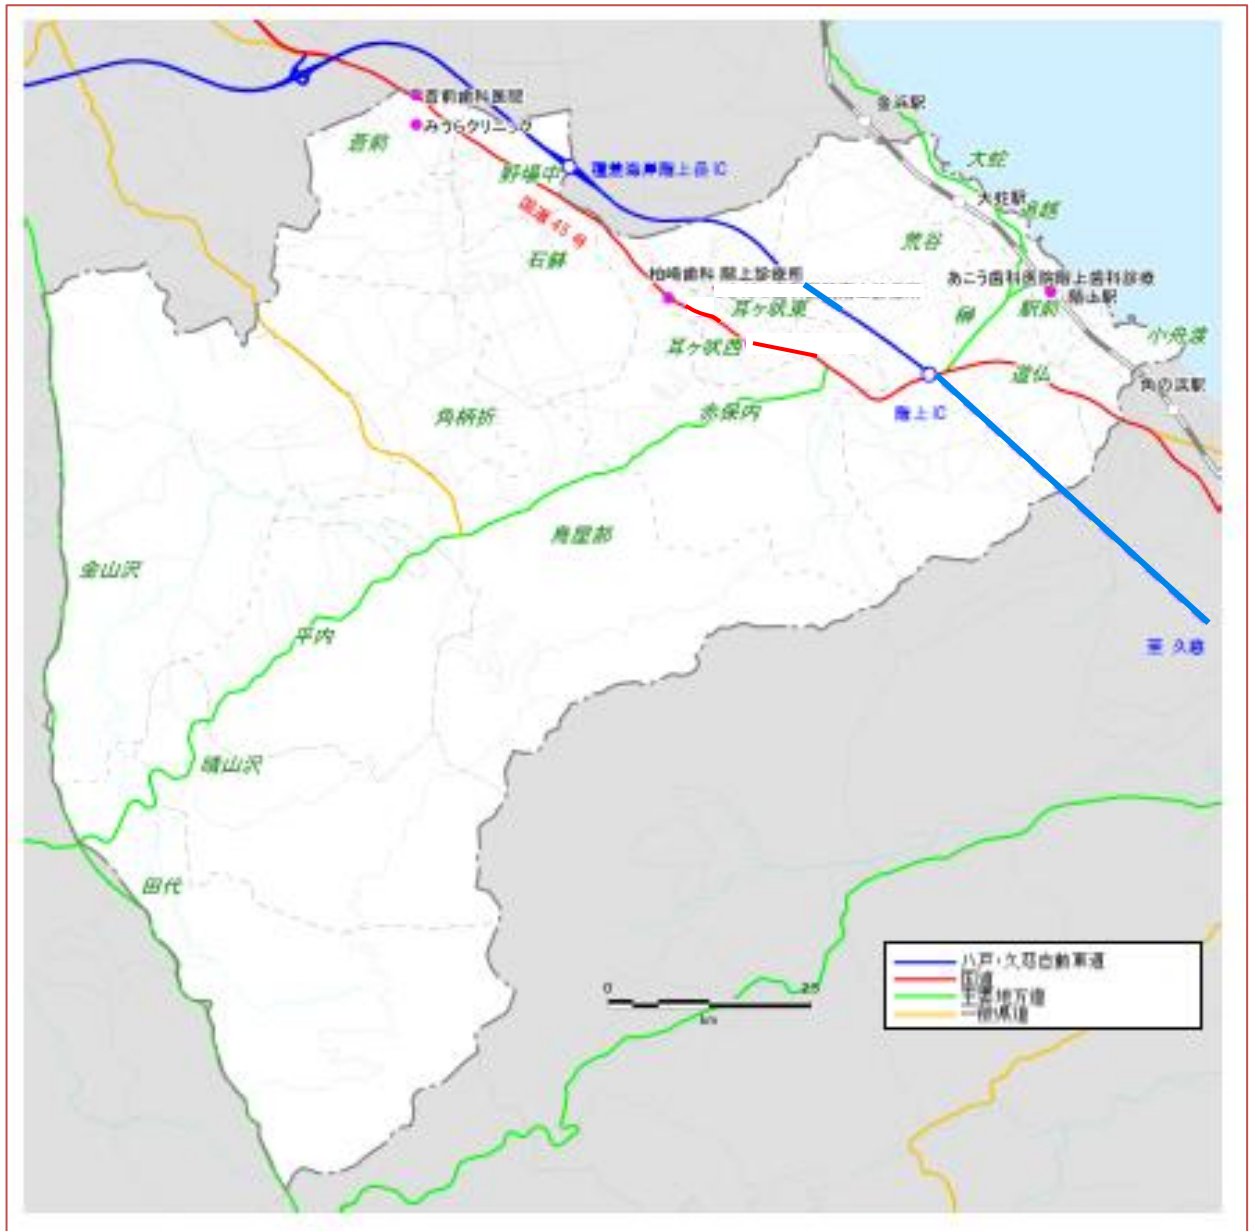 金浜駅
蒼前歯科医院
みうらクリニック
蒼前
大蛇
野場中
種差海岸階上岳IC
大蛇駅
追越
国道45号
荒谷
石鉢
柏崎歯科 階上診療所
あこう歯科医院階上歯科診療
階上駅
耳ヶ吠東
榊
駅前
小舟渡
耳ヶ吠西
道仏
角の浜駅
階上IC
角柄折
赤保内
鳥屋部
金山沢
平内
至 久慈
晴山沢
田代
八戸・久慈自動車道
国道
主要地方道
一般県道
0
km